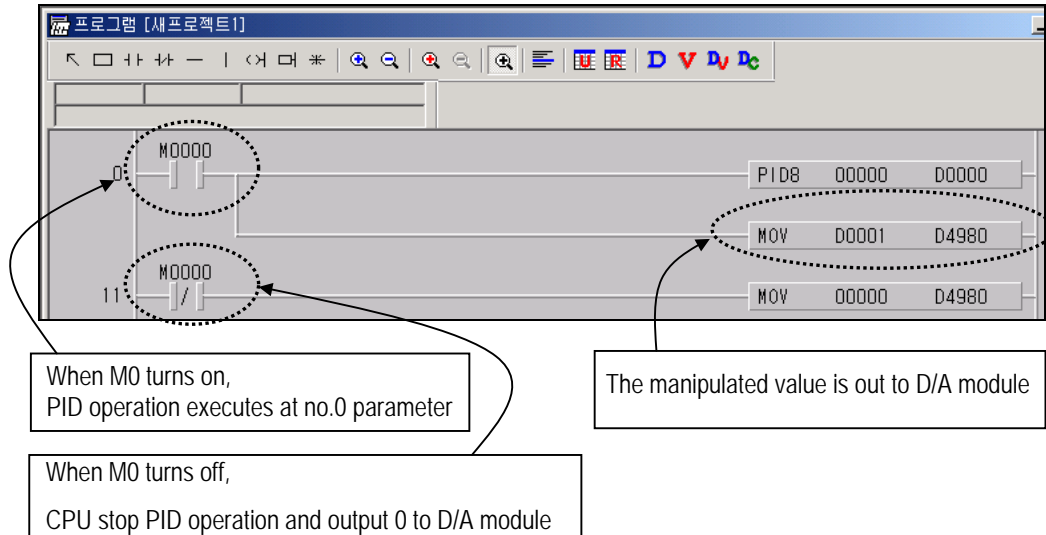 프로그램 [새프로젝트1]
U R D V DV DC
M0000
0
PID8 00000 D0000
MOV D0001 D4980
M0000
11
MOV 00000 D4980
When M0 turns on,
PID operation executes at no.0 parameter
The manipulated value is out to D/A module
When M0 turns off,
CPU stop PID operation and output 0 to D/A module